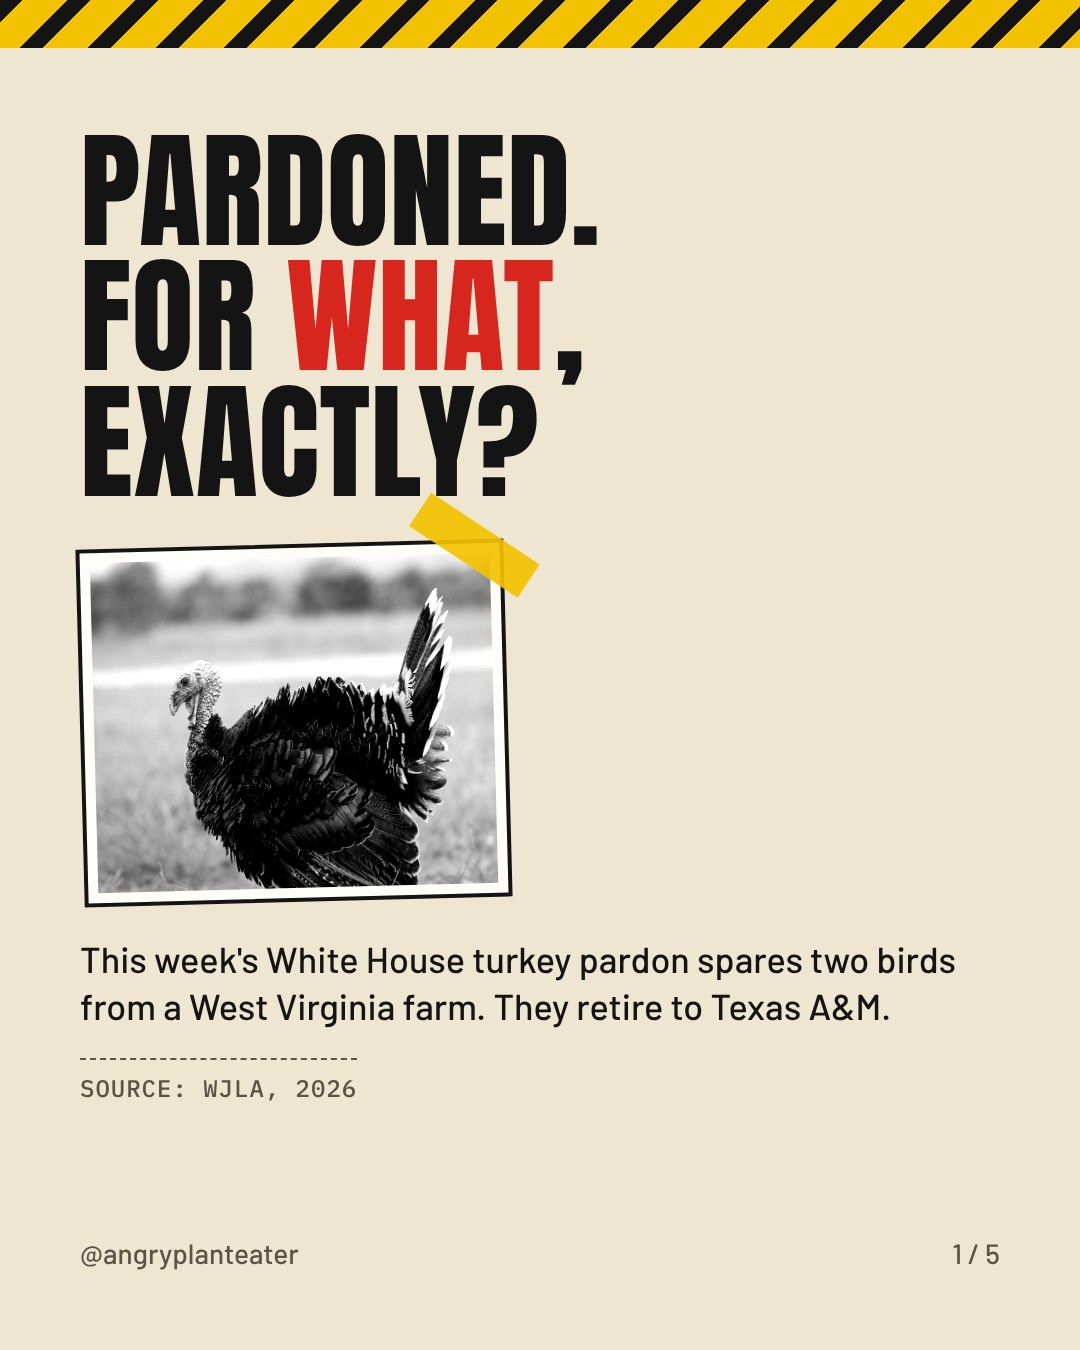 PARDONED.
FOR WHAT,
EXACTLY?
This week's White House turkey pardon spares two birds
from a West Virginia farm. They retire to Texas A&M.
SOURCE: WJLA, 2026
@angryplanteater
1 / 5